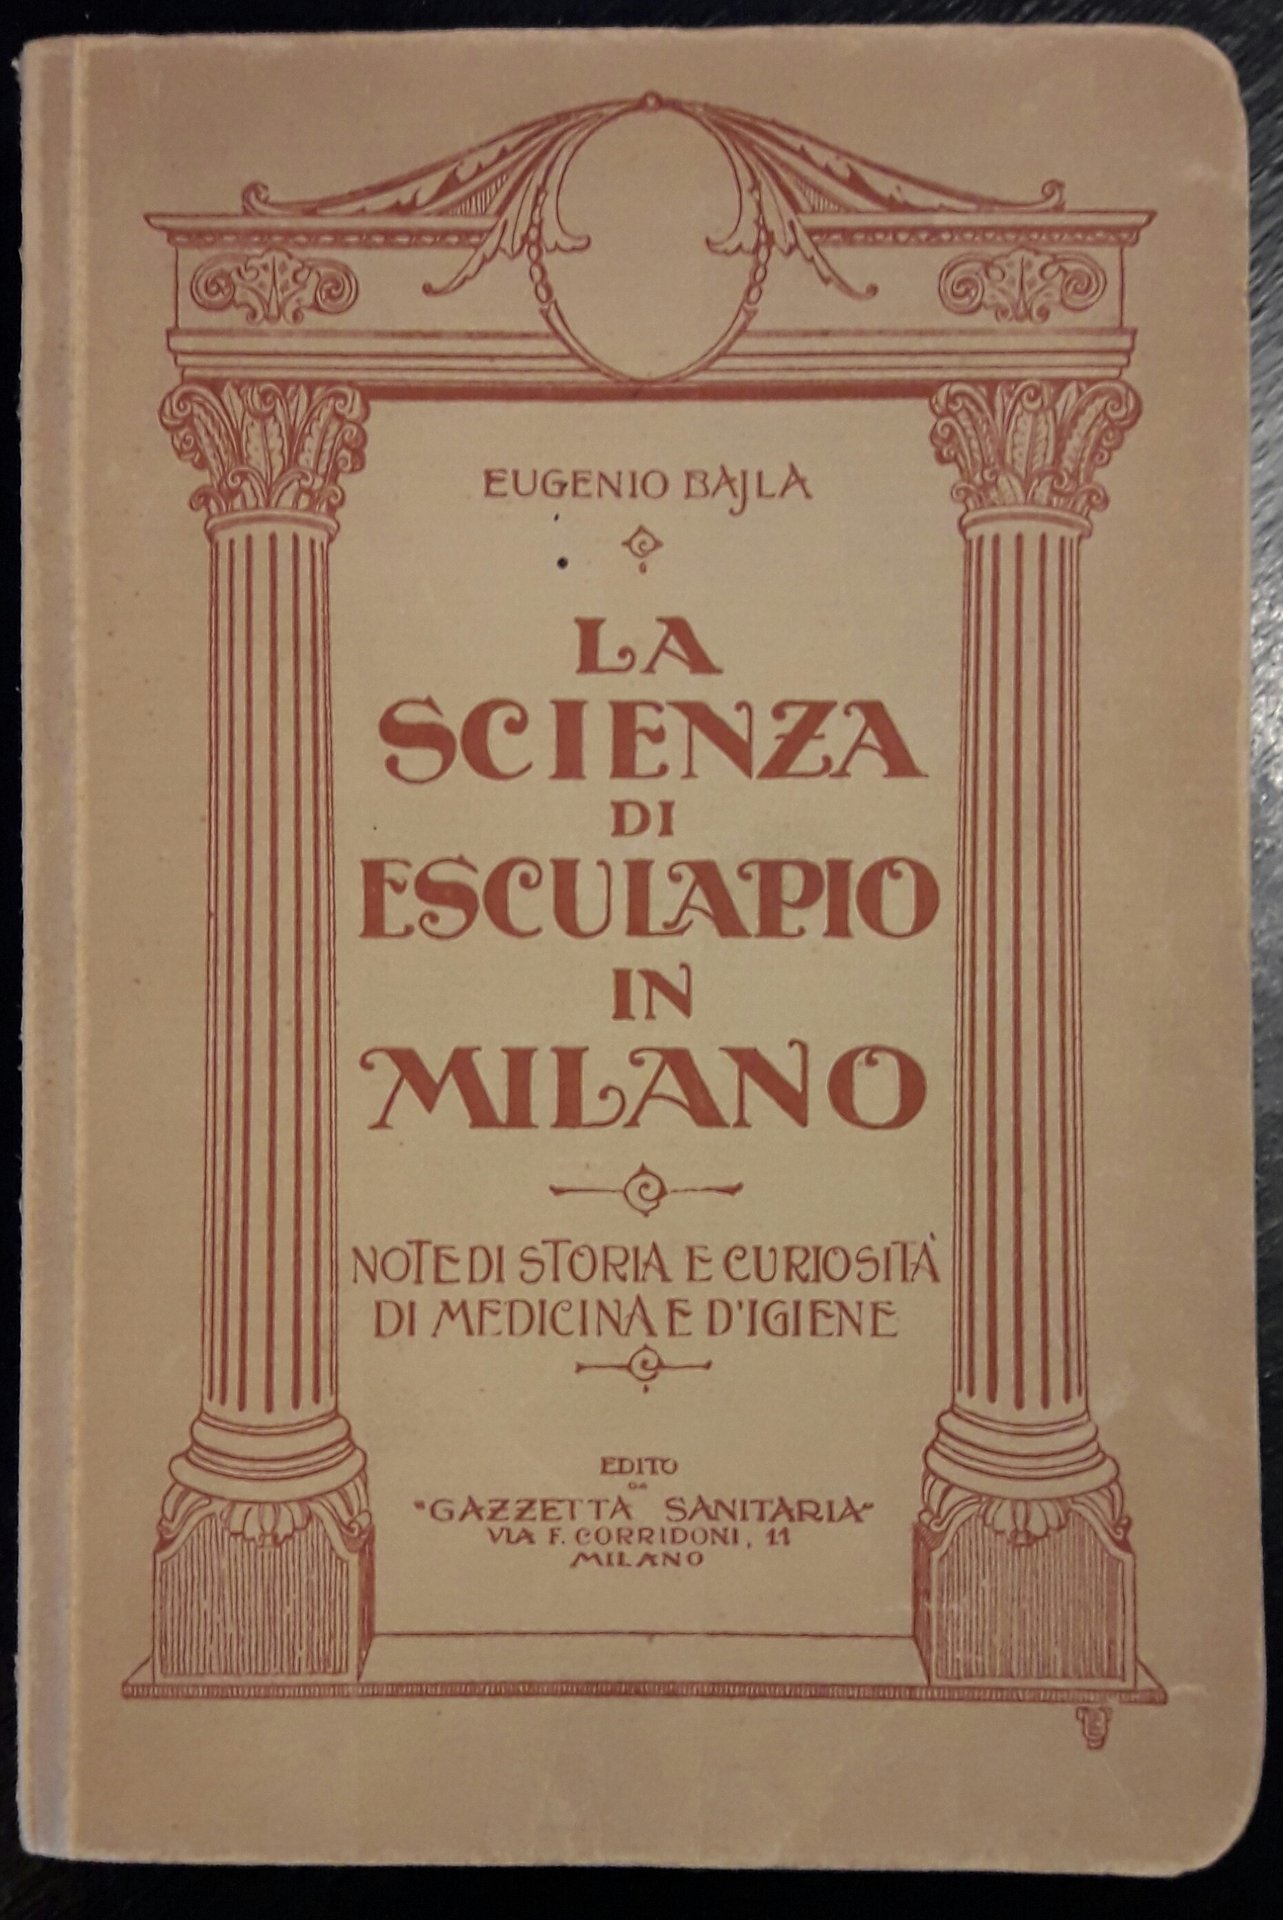 EUGENIO BAJLA
LA
SCIENZA
DI
ESCULAPIO
IN
MILANO
NOTE DI STORIA E CURIOSITÀ
DI MEDICINA E D'IGIENE
EDITO
DA
"GAZZETTA SANITARIA"
VIA F. CORRIDONI, 11
MILANO